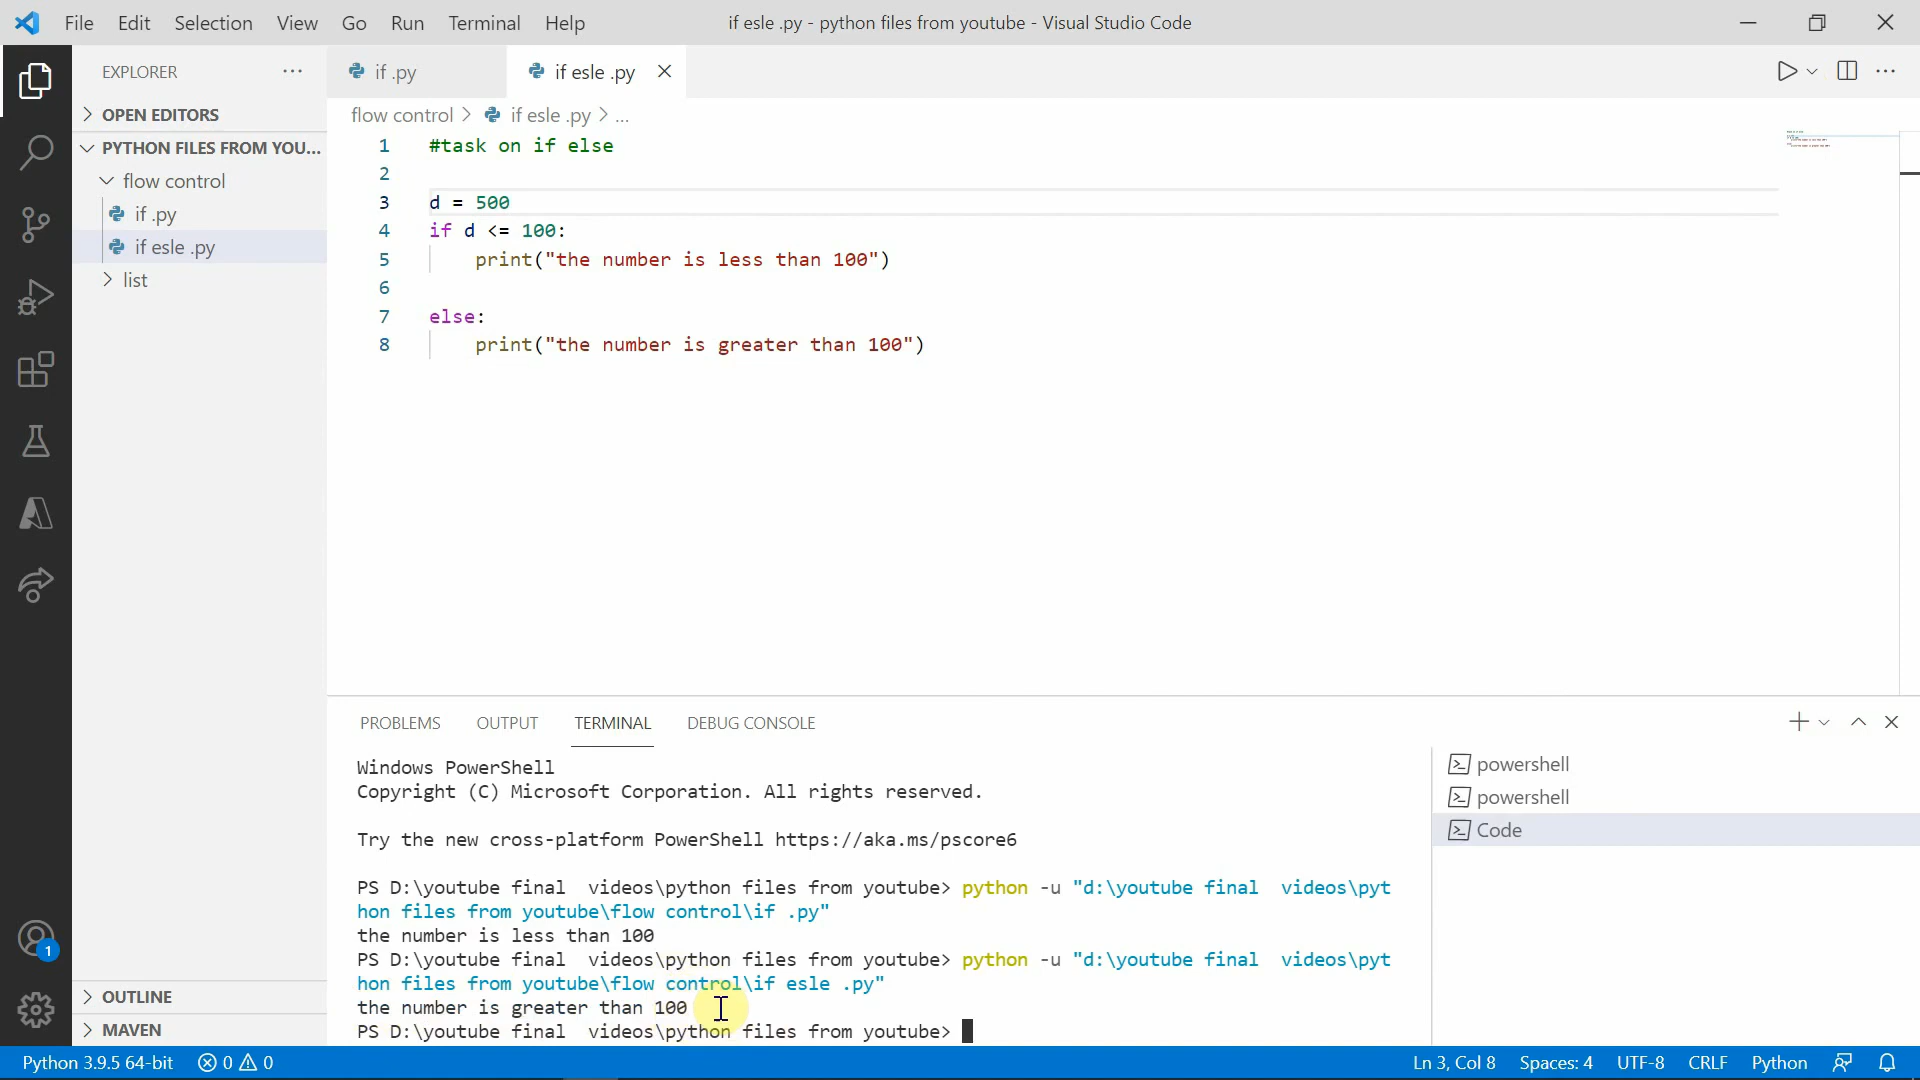 File Edit Selection View Go Run Terminal Help if esle .py - python files from youtube - Visual Studio Code
EXPLORER
OPEN EDITORS
PYTHON FILES FROM YOU...
flow control
if .py
if esle .py
list
OUTLINE
MAVEN
if .py if esle .py
flow control > if esle .py > ...
1 #task on if else
2
3 d = 500
4 if d <= 100:
5 print("the number is less than 100")
6
7 else:
8 print("the number is greater than 100")
PROBLEMS OUTPUT TERMINAL DEBUG CONSOLE
Windows PowerShell
Copyright (C) Microsoft Corporation. All rights reserved.
Try the new cross-platform PowerShell https://aka.ms/pscore6
PS D:\youtube final  videos\python files from youtube> python -u "d:\youtube final  videos\pyt
hon files from youtube\flow control\if .py"
the number is less than 100
PS D:\youtube final  videos\python files from youtube> python -u "d:\youtube final  videos\pyt
hon files from youtube\flow control\if esle .py"
the number is greater than 100
PS D:\youtube final  videos\python files from youtube>
powershell
powershell
Code
1
Python 3.9.5 64-bit 0 0 Ln 3, Col 8 Spaces: 4 UTF-8 CRLF Python